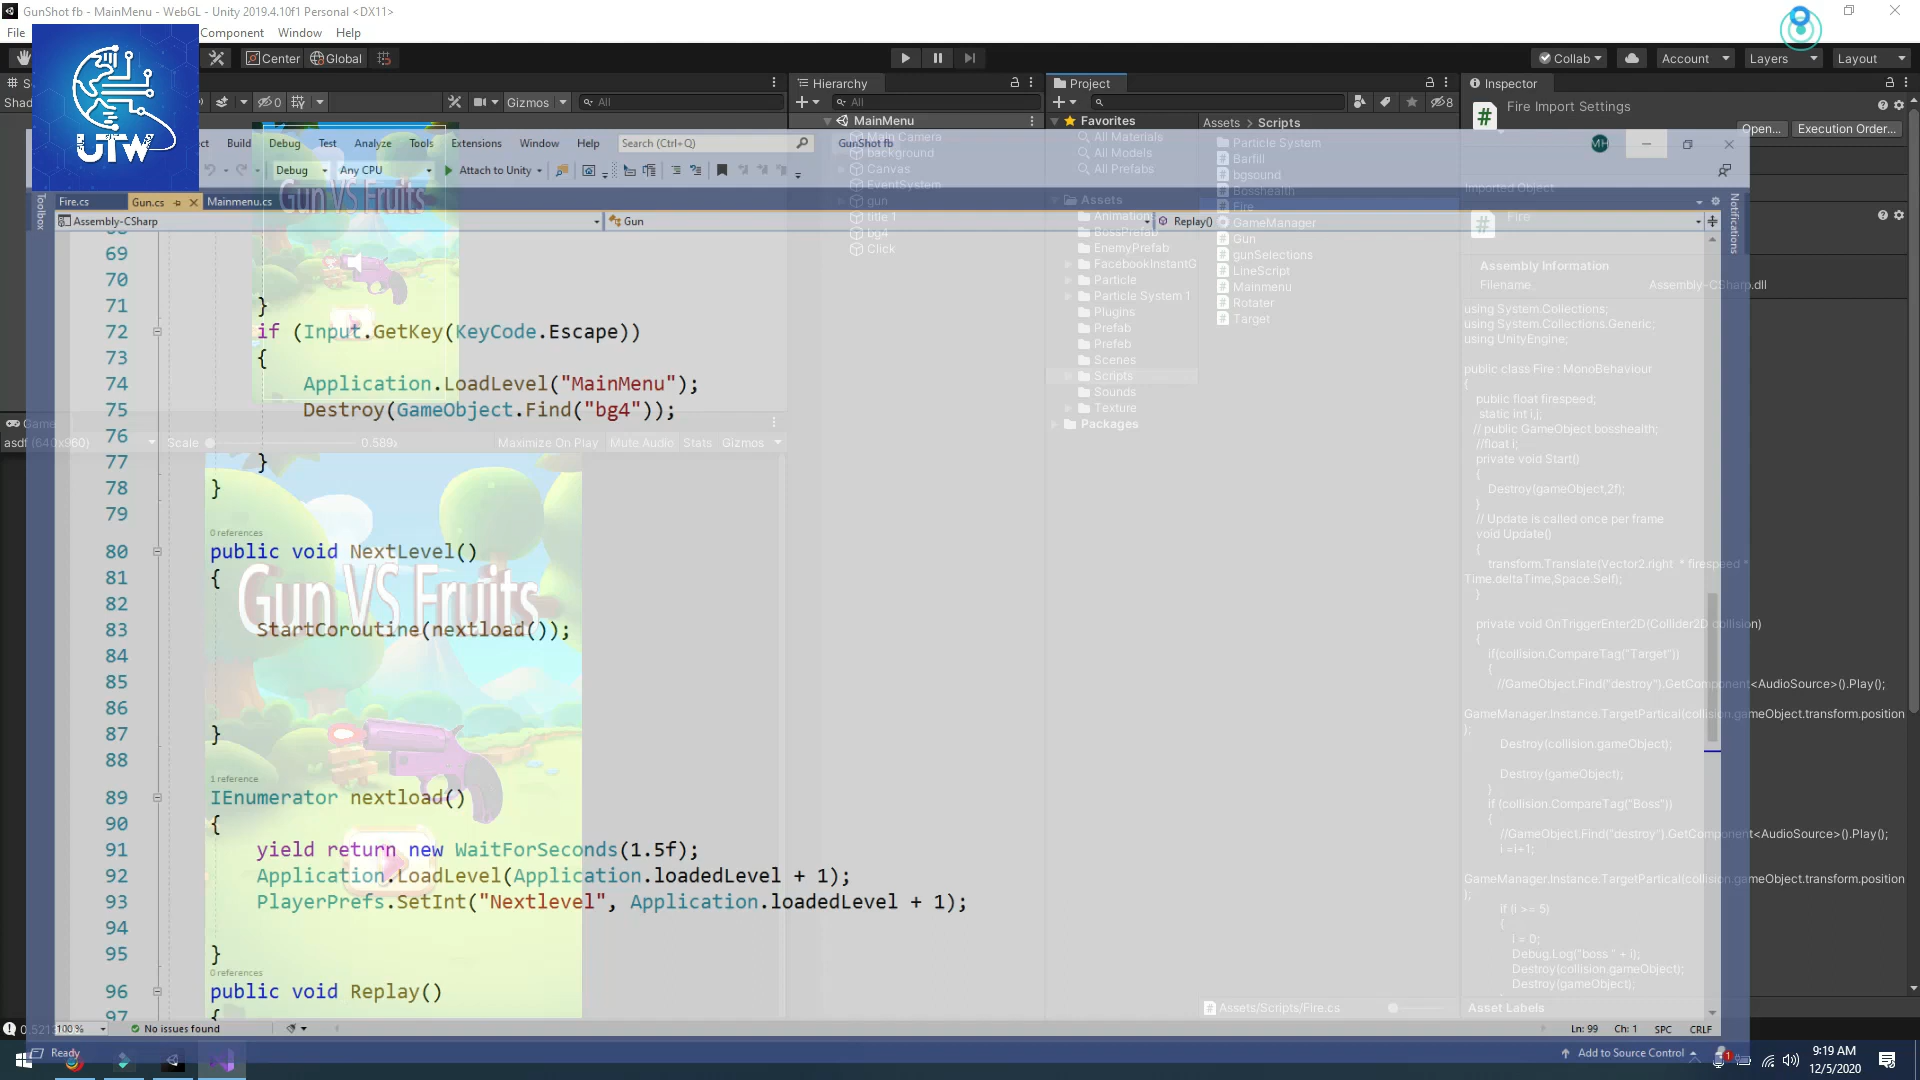 GunShot fb - MainMenu - WebGL - Unity 2019.4.10f1 Personal <DX11>
File
Component Window Help
Center Global
Collab Account Layers Layout
UTW
Shad
Gizmos All
Hierarchy
All
MainMenu
Main Camera
background
Canvas
EventSystem
gun
title 1
bg4
Click
Project
8
Favorites
All Materials
All Models
All Prefabs
Assets
Animation
BossPrefab
EnemyPrefab
FacebookInstantG
Particle
Particle System 1
Plugins
Prefab
Prefeb
Scenes
Scripts
Sounds
Texture
Packages
Assets > Scripts
Particle System
Barfill
bgsound
Bosshealth
Fire
GameManager
Gun
gunSelections
LineScript
Mainmenu
Rotater
Target
Assets/Scripts/Fire.cs
Inspector
Fire Import Settings
Open... Execution Order...
Imported Object
Fire
Assembly Information
Filename Assembly-CSharp.dll
using System.Collections;
using System.Collections.Generic;
using UnityEngine;
public class Fire : MonoBehaviour
{
public float firespeed;
static int i,j;
// public GameObject bosshealth;
//float i;
private void Start()
{
Destroy(gameObject,2f);
}
// Update is called once per frame
void Update()
{
transform.Translate(Vector2.right * firespeed *
Time.deltaTime,Space.Self);
}
private void OnTriggerEnter2D(Collider2D collision)
{
if(collision.CompareTag("Target"))
{
//GameObject.Find("destroy").GetComponent<AudioSource>().Play();
GameManager.Instance.TargetPartical(collision.gameObject.transform.position
);
Destroy(collision.gameObject);
Destroy(gameObject);
}
if (collision.CompareTag("Boss"))
{
//GameObject.Find("destroy").GetComponent<AudioSource>().Play();
i =i+1;
GameManager.Instance.TargetPartical(collision.gameObject.transform.position
);
if (i >= 5)
{
i = 0;
Debug.Log("boss " + i);
Destroy(collision.gameObject);
Destroy(gameObject);
Asset Labels
ect Build Debug Test Analyze Tools Extensions Window Help Search (Ctrl+Q) GunShot fb MH
Debug Any CPU Attach to Unity
Fire.cs Gun.cs Mainmenu.cs
Toolbox
Notifications
Assembly-CSharp Gun Replay()
Gun VS Fruits
Game
asdf (640x960) Scale 0.589x Maximize On Play Mute Audio Stats Gizmos
Gun VS Fruits
69
70
71 }
72 if (Input.GetKey(KeyCode.Escape))
73 {
74 Application.LoadLevel("MainMenu");
75 Destroy(GameObject.Find("bg4"));
76
77 }
78 }
79
0 references
80 public void NextLevel()
81 {
82
83 StartCoroutine(nextload());
84
85
86
87 }
88
1 reference
89 IEnumerator nextload()
90 {
91 yield return new WaitForSeconds(1.5f);
92 Application.LoadLevel(Application.loadedLevel + 1);
93 PlayerPrefs.SetInt("Nextlevel", Application.loadedLevel + 1);
94
95 }
0 references
96 public void Replay()
97 {
100 % No issues found Ln: 99 Ch: 1 SPC CRLF
Ready Add to Source Control 1
9:19 AM
12/5/2020